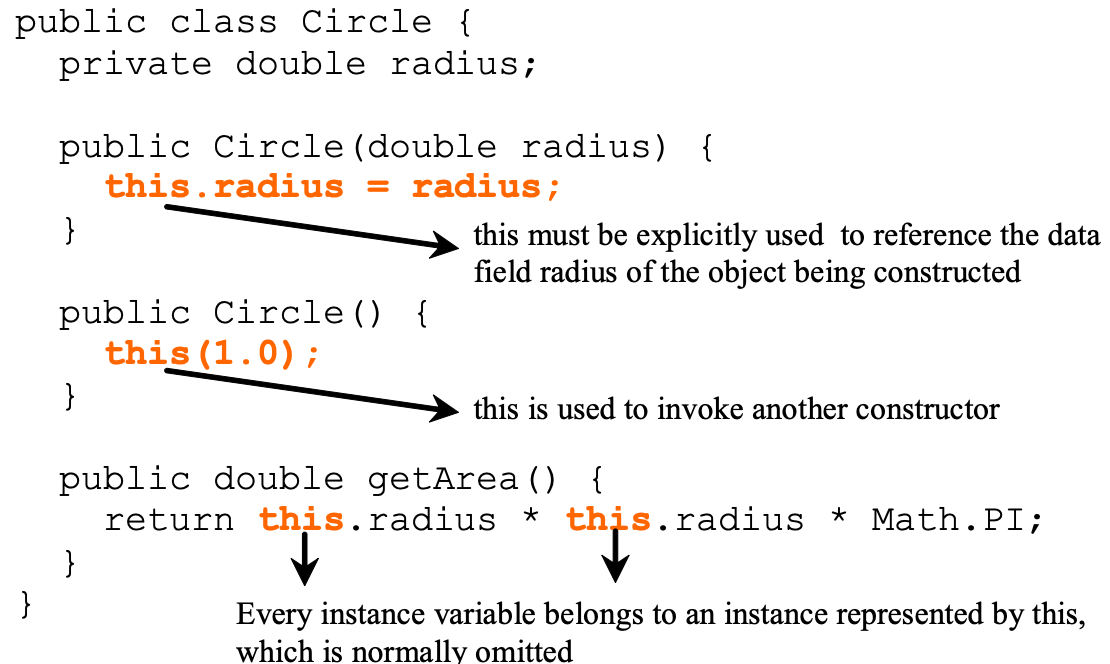 public class Circle {
private double radius;
public Circle(double radius) {
this.radius = radius;
}
this must be explicitly used to reference the data
field radius of the object being constructed
public Circle() {
this(1.0);
}
this is used to invoke another constructor
public double getArea() {
return this.radius * this.radius * Math.PI;
}
}
Every instance variable belongs to an instance represented by this,
which is normally omitted